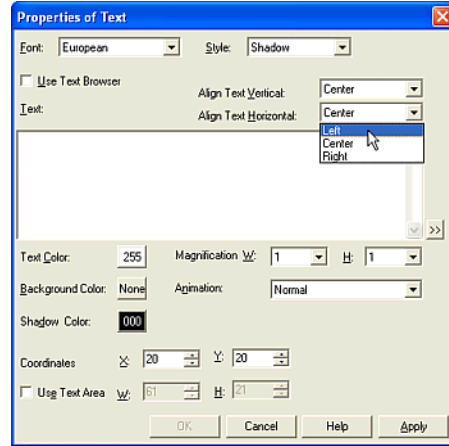 Properties of Text
Font: European Style: Shadow
Use Text Browser
Align Text Vertical: Center
Text: Align Text Horizontal: Center
Left
Center
Right
>>
Text Color: 255 Magnification W: 1 H: 1
Background Color: None Animation: Normal
Shadow Color: 000
Coordinates X: 20 Y: 20
Use Text Area W: 61 H: 21
OK Cancel Help Apply